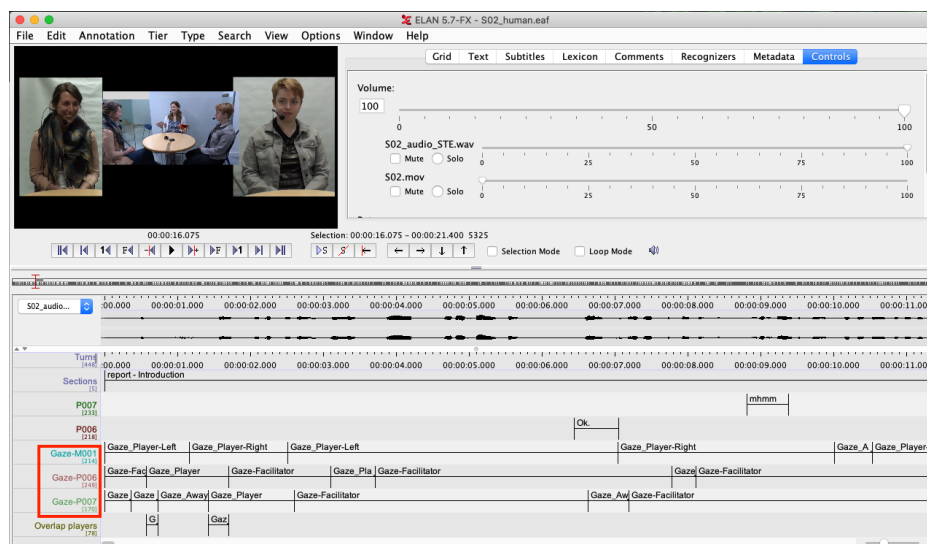 ELAN 5.7-FX - S02_human.eaf
File Edit Annotation Tier Type Search View Options Window Help
Grid Text Subtitles Lexicon Comments Recognizers Metadata Controls
Volume:
100
0 50 100
S02_audio_STE.wav
Mute Solo 0 25 50 75 100
S02.mov
Mute Solo 0 25 50 75 100
00:00:16.075 Selection: 00:00:16.075 - 00:00:21.400 5325
Selection Mode Loop Mode
S02_audio... :00.000 00:00:01.000 00:00:02.000 00:00:03.000 00:00:04.000 00:00:05.000 00:00:06.000 00:00:07.000 00:00:08.000 00:00:09.000 00:00:10.000 00:00:11.00
Turns :00.000 00:00:01.000 00:00:02.000 00:00:03.000 00:00:04.000 00:00:05.000 00:00:06.000 00:00:07.000 00:00:08.000 00:00:09.000 00:00:10.000 00:00:11.00
[448]
report - Introduction
Sections
[5]
mhmm
P007
[233]
Ok.
P006
[218]
Gaze_Player-Left Gaze_Player-Right Gaze_Player-Left Gaze_Player-Right Gaze_A Gaze_Player-
Gaze-M001
[214]
Gaze-Fac Gaze_Player Gaze-Facilitator Gaze_Pla Gaze-Facilitator Gaze Gaze-Facilitator
Gaze-P006
[249]
Gaze Gaze Gaze_Away Gaze_Player Gaze-Facilitator Gaze_Aw Gaze-Facilitator
Gaze-P007
[170]
G Gaz
Overlap players
[78]